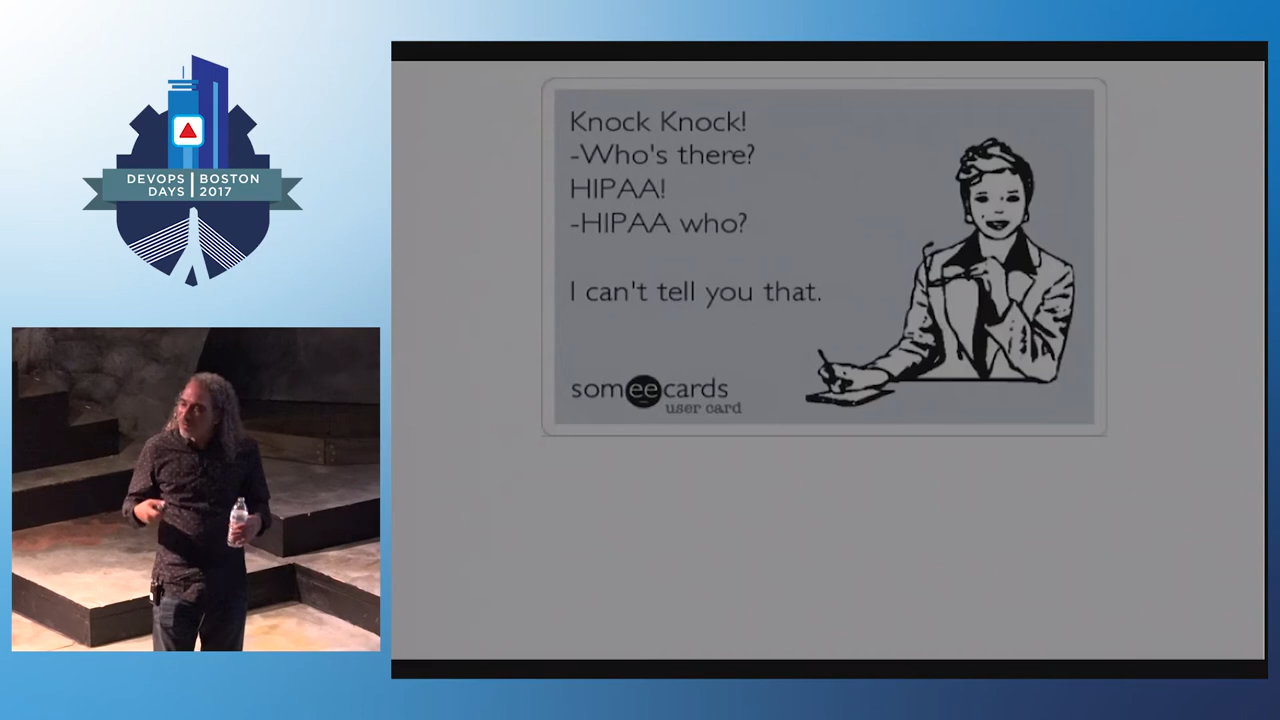 DEVOPS BOSTON
DAYS 2017
Knock Knock!
-Who's there?
HIPAA!
-HIPAA who?
I can't tell you that.
someecards
user card